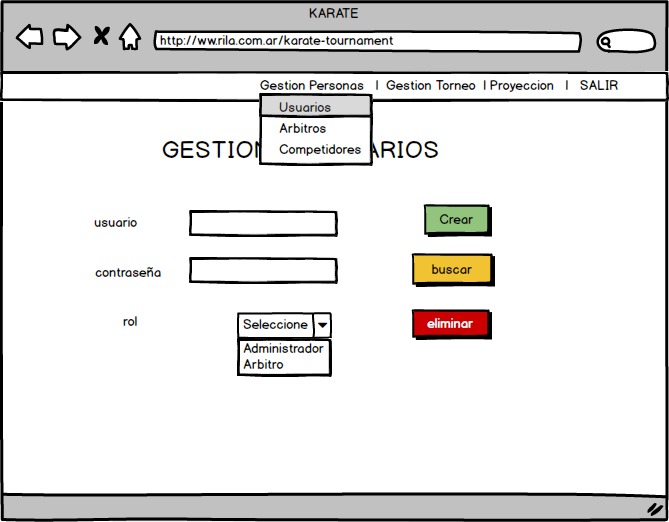 KARATE
http://ww.rila.com.ar/karate-tournament
Gestion Personas | Gestion Torneo | Proyeccion | SALIR
Usuarios
Arbitros
Competidores
GESTION ARIOS
usuario
Crear
contraseña
buscar
rol
Seleccione
eliminar
Administrador
Arbitro